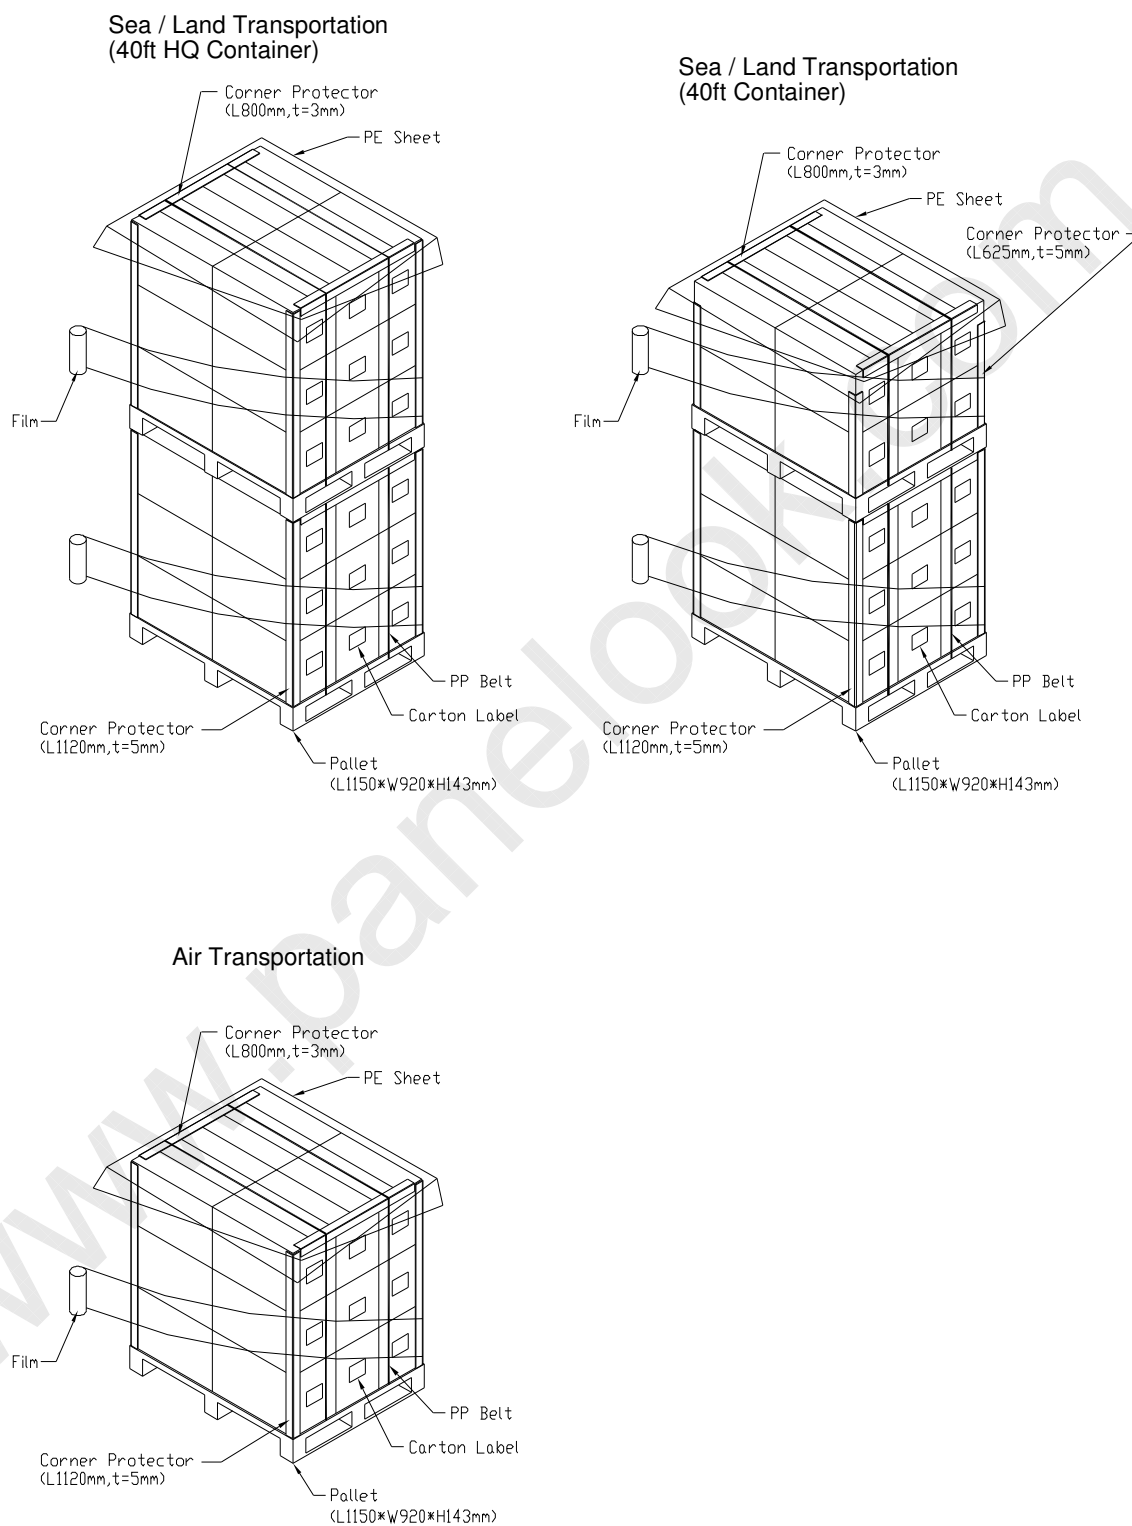 Sea / Land Transportation
(40ft HQ Container)
Corner Protector
(L800mm,t=3mm)
PE Sheet
Film
PP Belt
Carton Label
Corner Protector
(L1120mm,t=5mm)
Pallet
(L1150*W920*H143mm)
Sea / Land Transportation
(40ft Container)
Corner Protector
(L800mm,t=3mm)
PE Sheet
Corner Protector
(L625mm,t=5mm)
Film
PP Belt
Carton Label
Corner Protector
(L1120mm,t=5mm)
Pallet
(L1150*W920*H143mm)
Air Transportation
Corner Protector
(L800mm,t=3mm)
PE Sheet
Film
PP Belt
Carton Label
Corner Protector
(L1120mm,t=5mm)
Pallet
(L1150*W920*H143mm)
www.panelook.com